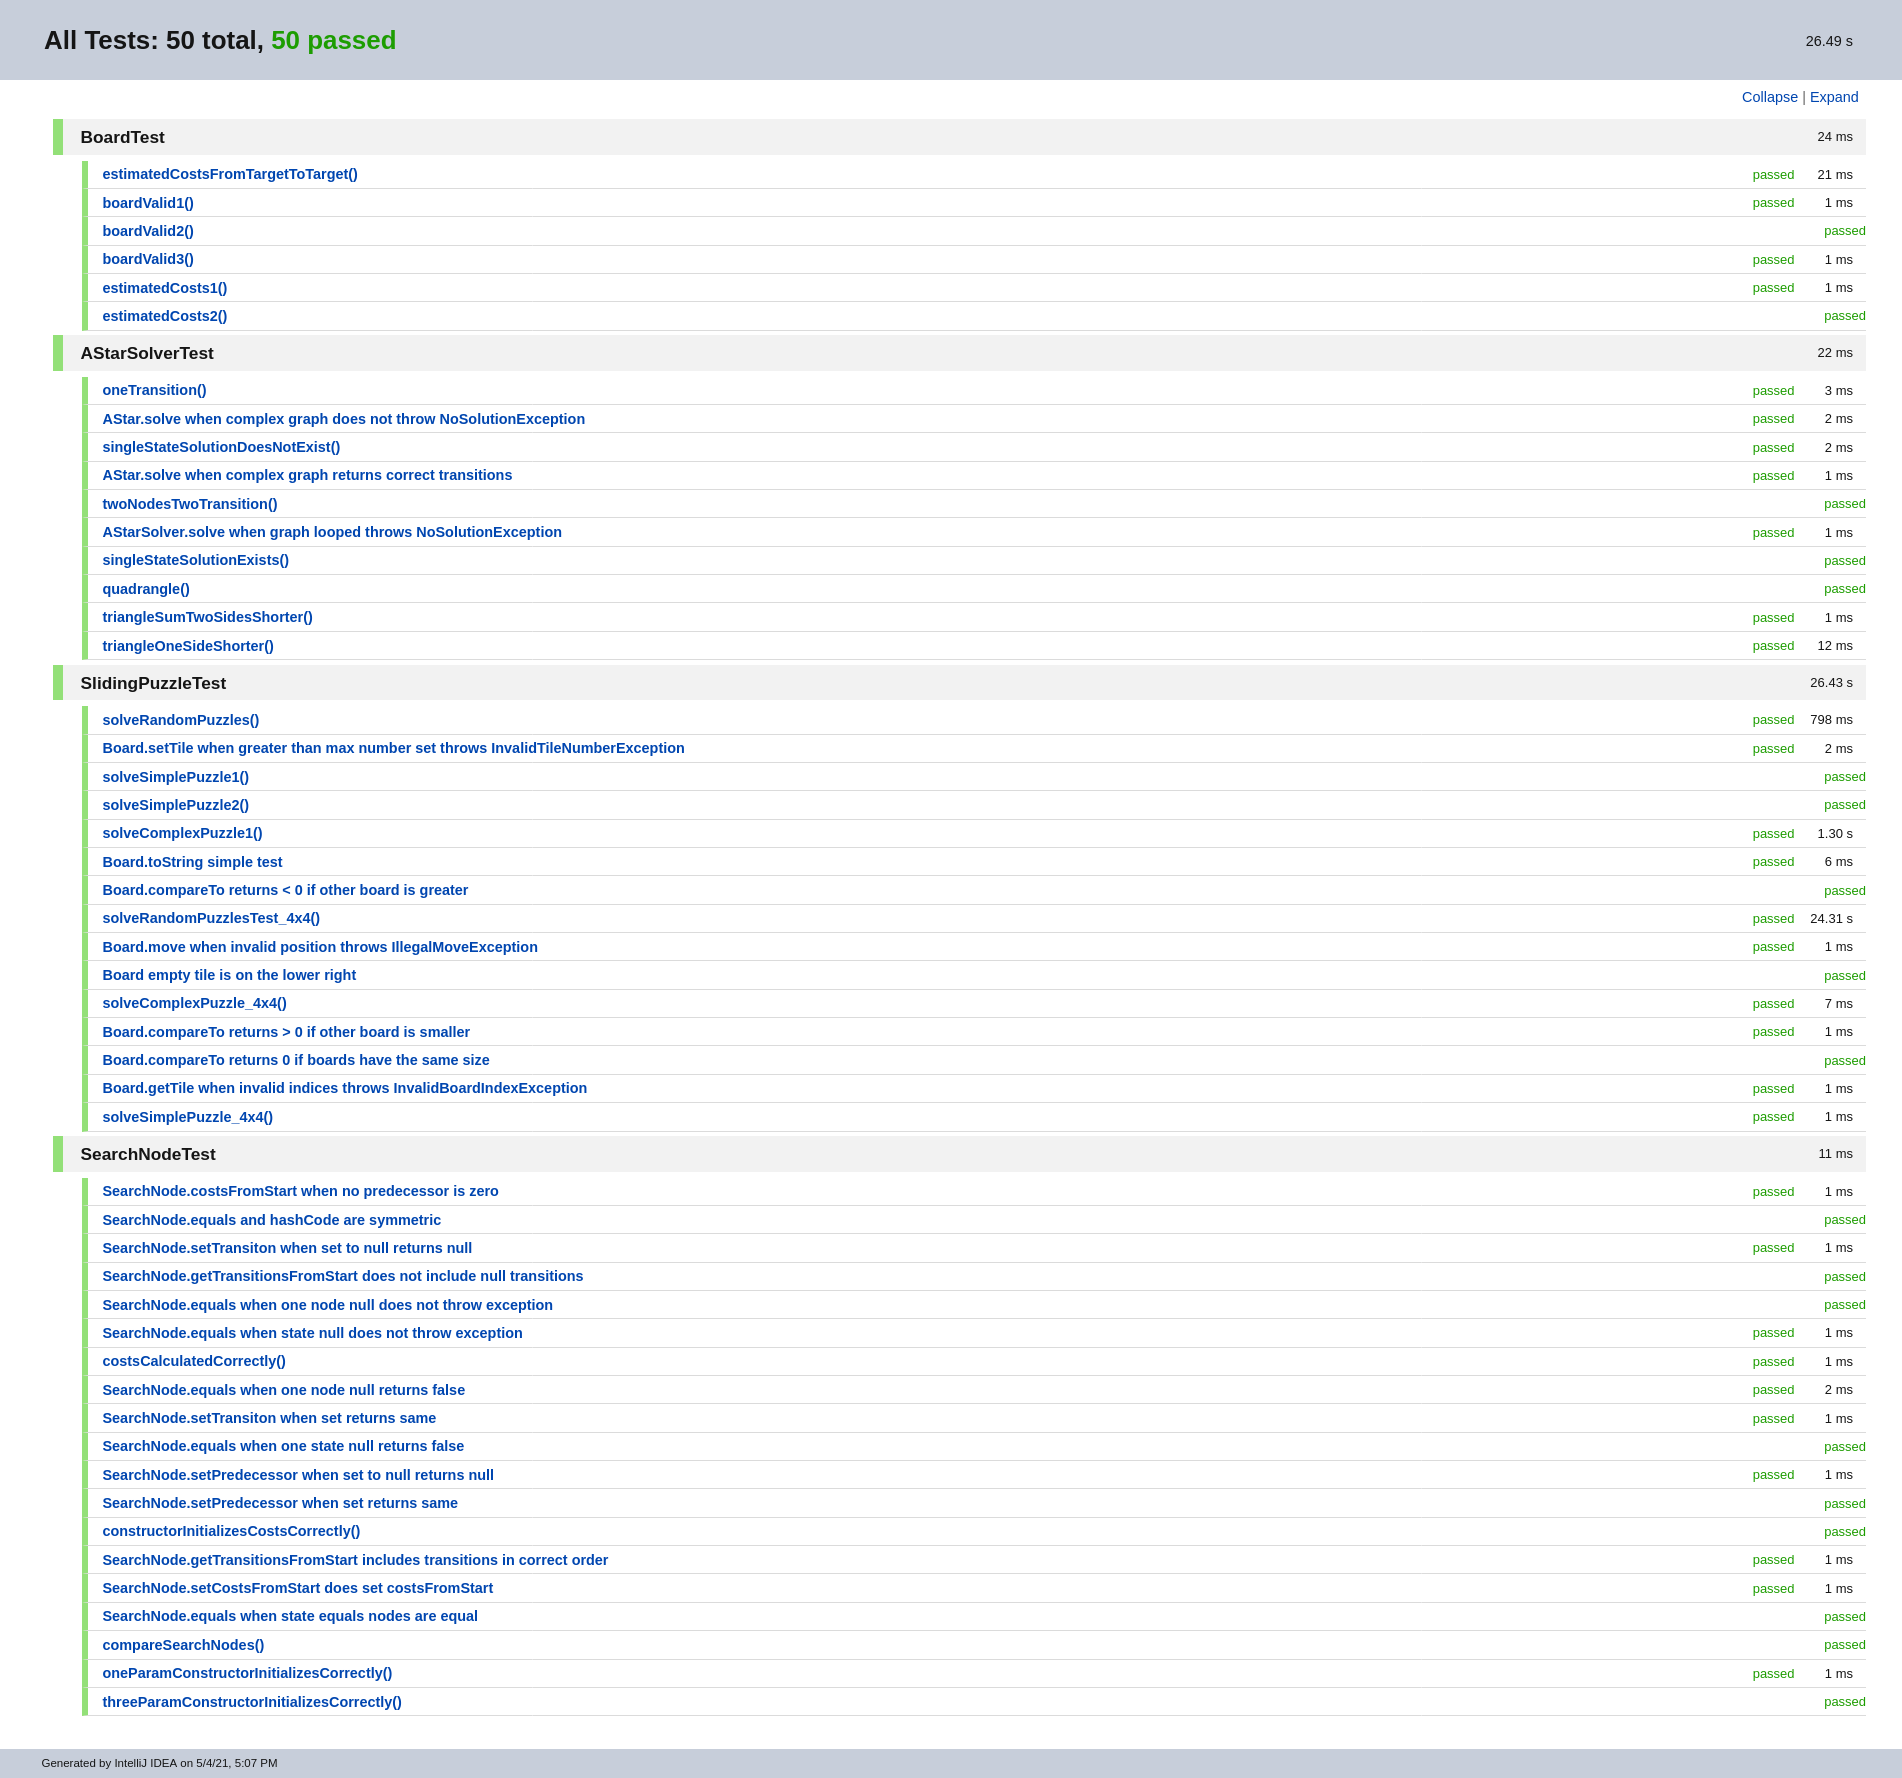 All Tests: 50 total, 50 passed 26.49 s
Collapse | Expand
BoardTest 24 ms
estimatedCostsFromTargetToTarget() passed 21 ms
boardValid1() passed 1 ms
boardValid2() passed
boardValid3() passed 1 ms
estimatedCosts1() passed 1 ms
estimatedCosts2() passed
AStarSolverTest 22 ms
oneTransition() passed 3 ms
AStar.solve when complex graph does not throw NoSolutionException passed 2 ms
singleStateSolutionDoesNotExist() passed 2 ms
AStar.solve when complex graph returns correct transitions passed 1 ms
twoNodesTwoTransition() passed
AStarSolver.solve when graph looped throws NoSolutionException passed 1 ms
singleStateSolutionExists() passed
quadrangle() passed
triangleSumTwoSidesShorter() passed 1 ms
triangleOneSideShorter() passed 12 ms
SlidingPuzzleTest 26.43 s
solveRandomPuzzles() passed 798 ms
Board.setTile when greater than max number set throws InvalidTileNumberException passed 2 ms
solveSimplePuzzle1() passed
solveSimplePuzzle2() passed
solveComplexPuzzle1() passed 1.30 s
Board.toString simple test passed 6 ms
Board.compareTo returns < 0 if other board is greater passed
solveRandomPuzzlesTest_4x4() passed 24.31 s
Board.move when invalid position throws IllegalMoveException passed 1 ms
Board empty tile is on the lower right passed
solveComplexPuzzle_4x4() passed 7 ms
Board.compareTo returns > 0 if other board is smaller passed 1 ms
Board.compareTo returns 0 if boards have the same size passed
Board.getTile when invalid indices throws InvalidBoardIndexException passed 1 ms
solveSimplePuzzle_4x4() passed 1 ms
SearchNodeTest 11 ms
SearchNode.costsFromStart when no predecessor is zero passed 1 ms
SearchNode.equals and hashCode are symmetric passed
SearchNode.setTransiton when set to null returns null passed 1 ms
SearchNode.getTransitionsFromStart does not include null transitions passed
SearchNode.equals when one node null does not throw exception passed
SearchNode.equals when state null does not throw exception passed 1 ms
costsCalculatedCorrectly() passed 1 ms
SearchNode.equals when one node null returns false passed 2 ms
SearchNode.setTransiton when set returns same passed 1 ms
SearchNode.equals when one state null returns false passed
SearchNode.setPredecessor when set to null returns null passed 1 ms
SearchNode.setPredecessor when set returns same passed
constructorInitializesCostsCorrectly() passed
SearchNode.getTransitionsFromStart includes transitions in correct order passed 1 ms
SearchNode.setCostsFromStart does set costsFromStart passed 1 ms
SearchNode.equals when state equals nodes are equal passed
compareSearchNodes() passed
oneParamConstructorInitializesCorrectly() passed 1 ms
threeParamConstructorInitializesCorrectly() passed
Generated by IntelliJ IDEA on 5/4/21, 5:07 PM